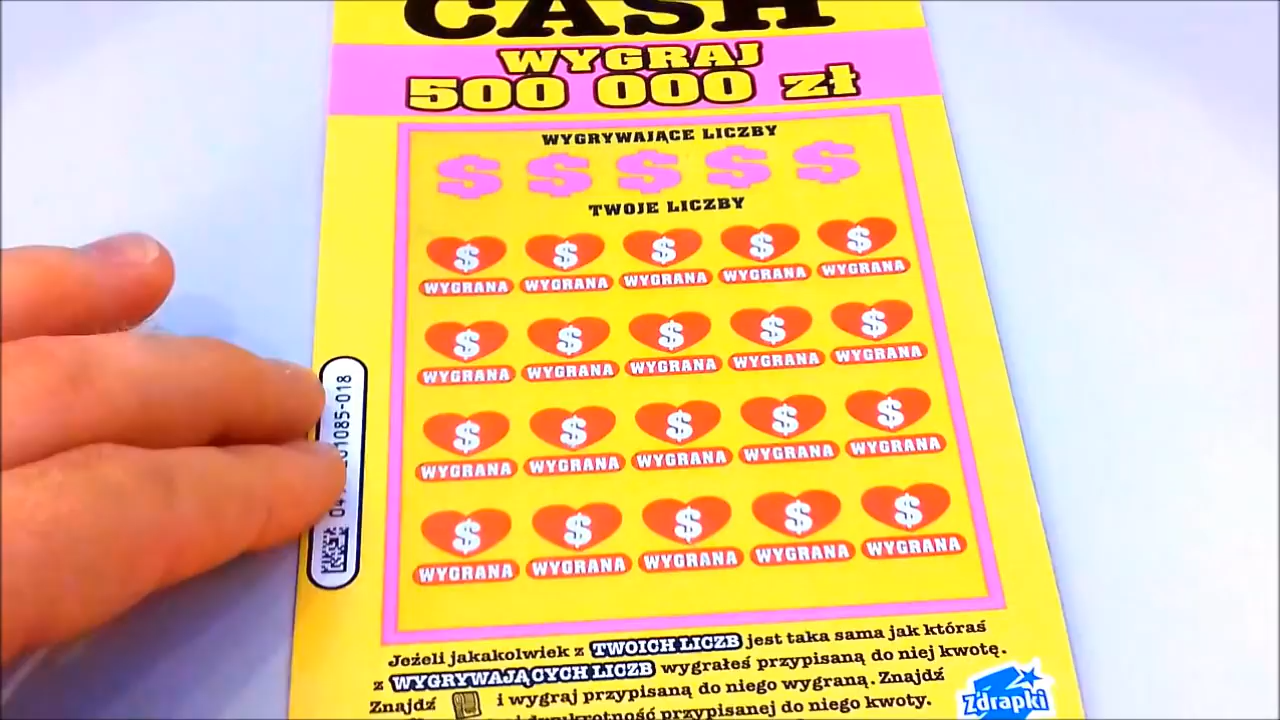 CASH
WYGRAJ
500 000 zł
WYGRYWAJĄCE LICZBY
$ $ $ $ $
TWOJE LICZBY
$ $ $ $ $
WYGRANA WYGRANA WYGRANA WYGRANA WYGRANA
$ $ $ $ $
WYGRANA WYGRANA WYGRANA WYGRANA WYGRANA
$ $ $ $ $
WYGRANA WYGRANA WYGRANA WYGRANA WYGRANA
$ $ $ $ $
WYGRANA WYGRANA WYGRANA WYGRANA WYGRANA
1085-018
Jeżeli jakakolwiek z TWOICH LICZB jest taka sama jak któraś
z WYGRYWAJĄCYCH LICZB wygrałeś przypisaną do niej kwotę.
Znajdź i wygraj przypisaną do niego wygraną. Znajdź
dwukrotność przypisanej do niego kwoty.
Zdrapki